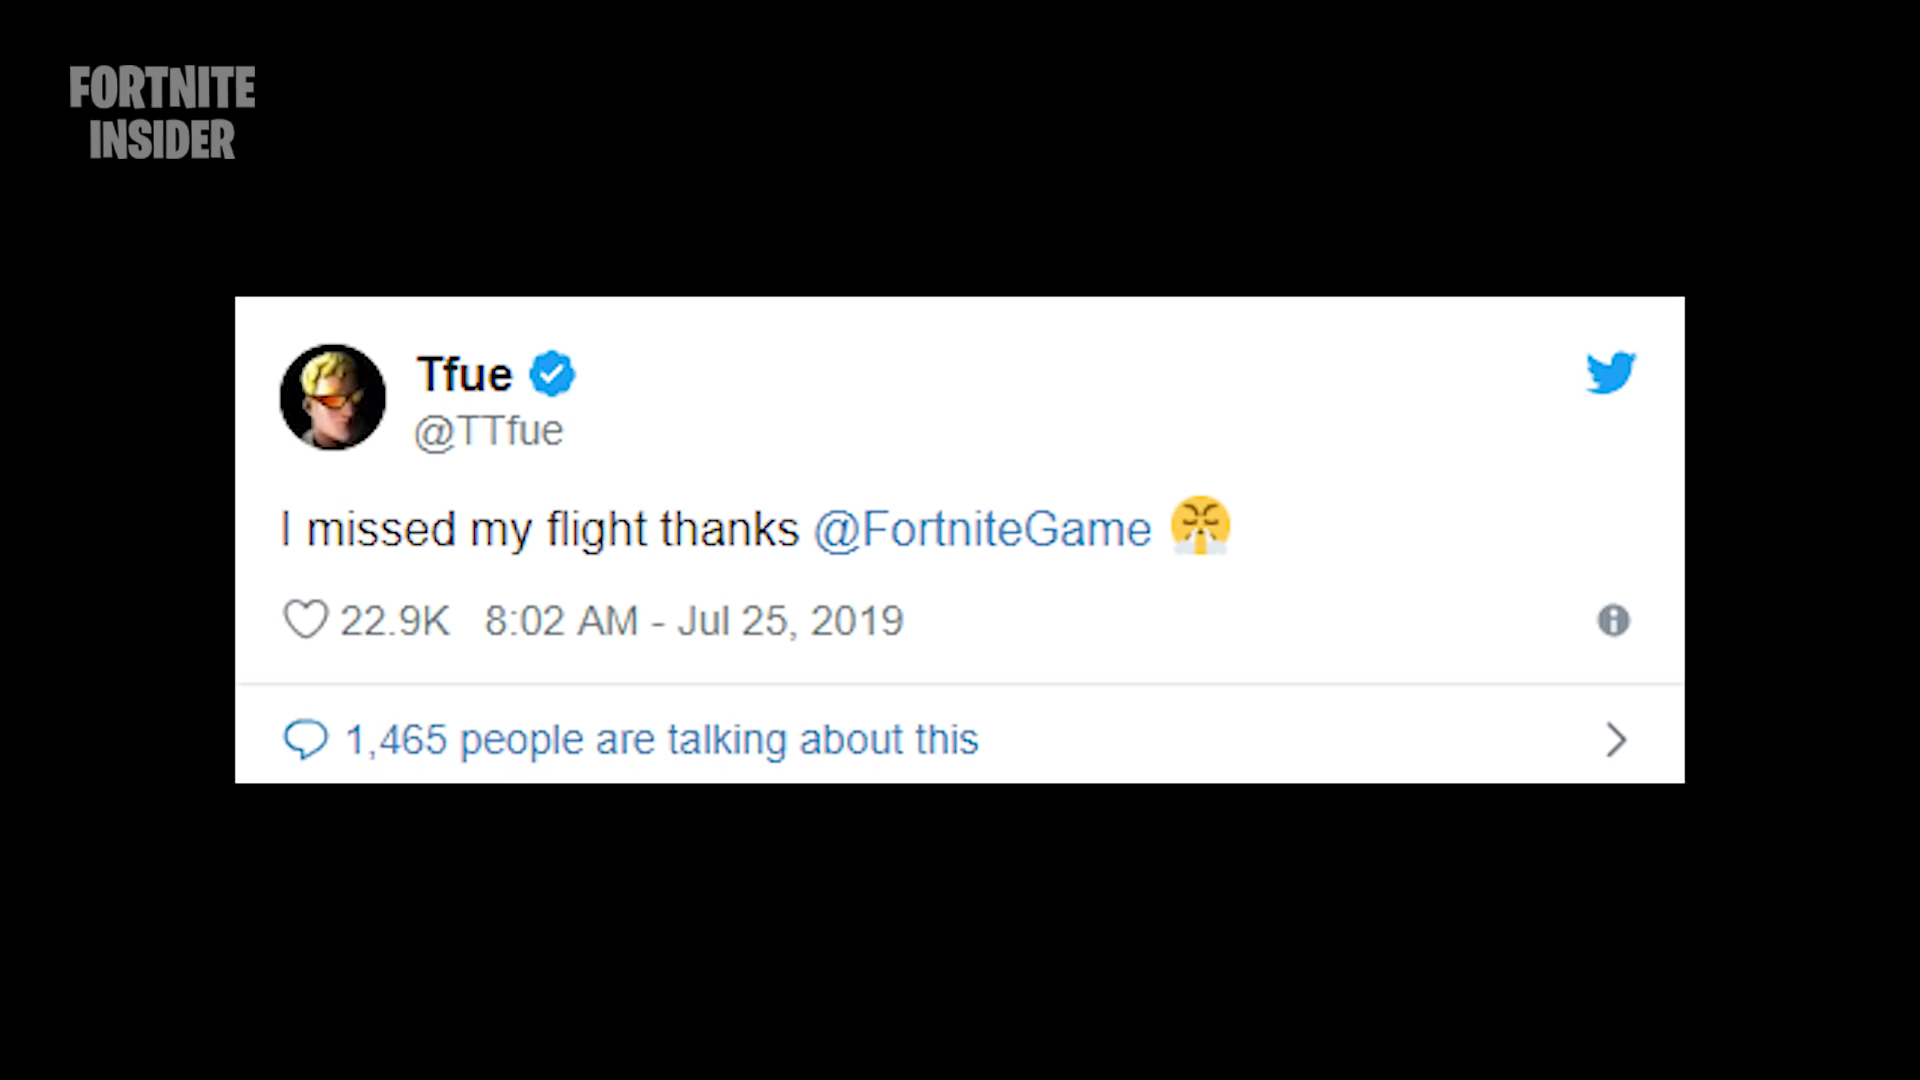 FORTNITE
INSIDER
Tfue
@TTfue
I missed my flight thanks @FortniteGame 😤
22.9K 8:02 AM - Jul 25, 2019
1,465 people are talking about this